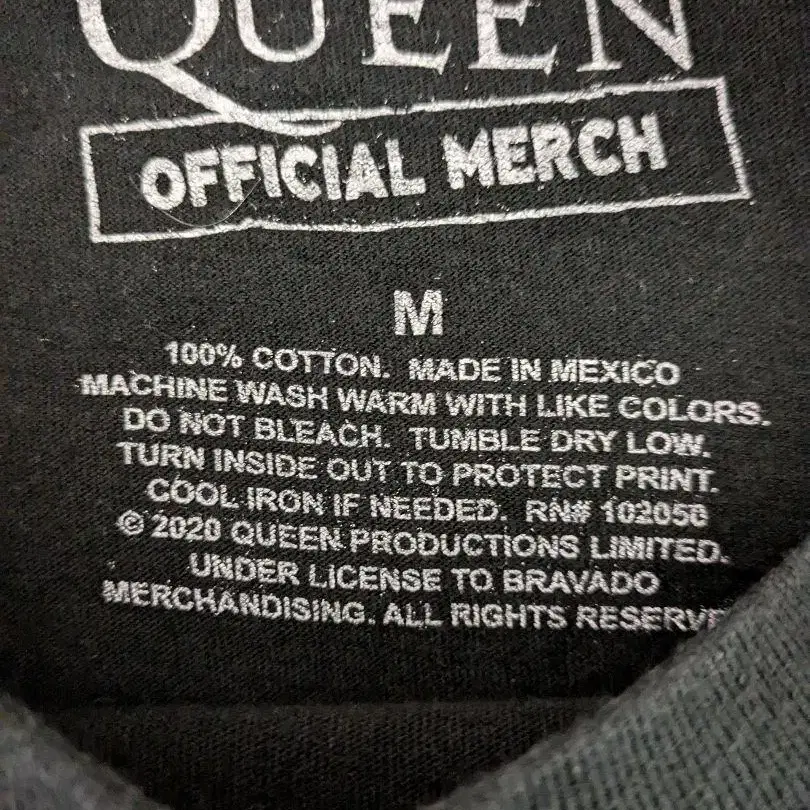 QUEEN
OFFICIAL MERCH
M
100% COTTON. MADE IN MEXICO
MACHINE WASH WARM WITH LIKE COLORS.
DO NOT BLEACH. TUMBLE DRY LOW.
TURN INSIDE OUT TO PROTECT PRINT.
COOL IRON IF NEEDED. RN# 102056
© 2020 QUEEN PRODUCTIONS LIMITED.
UNDER LICENSE TO BRAVADO
MERCHANDISING. ALL RIGHTS RESERV